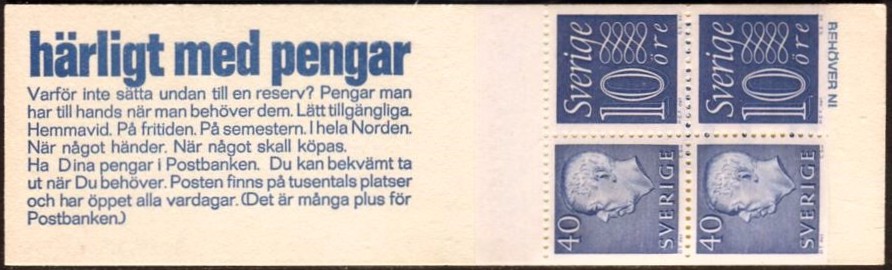 härligt med pengar
Varför inte sätta undan till en reserv? Pengar man
har till hands när man behöver dem. Lätt tillgängliga.
Hemmavid. På fritiden. På semestern. I hela Norden.
När något händer. När något skall köpas.
Ha Dina pengar i Postbanken. Du kan bekvämt ta
ut när Du behöver. Posten finns på tusentals platser
och har öppet alla vardagar. (Det är många plus för
Postbanken.)
Sverige
10 öre
Sverige
10 öre
40
SVERIGE
40
SVERIGE
BEHÖVER NI